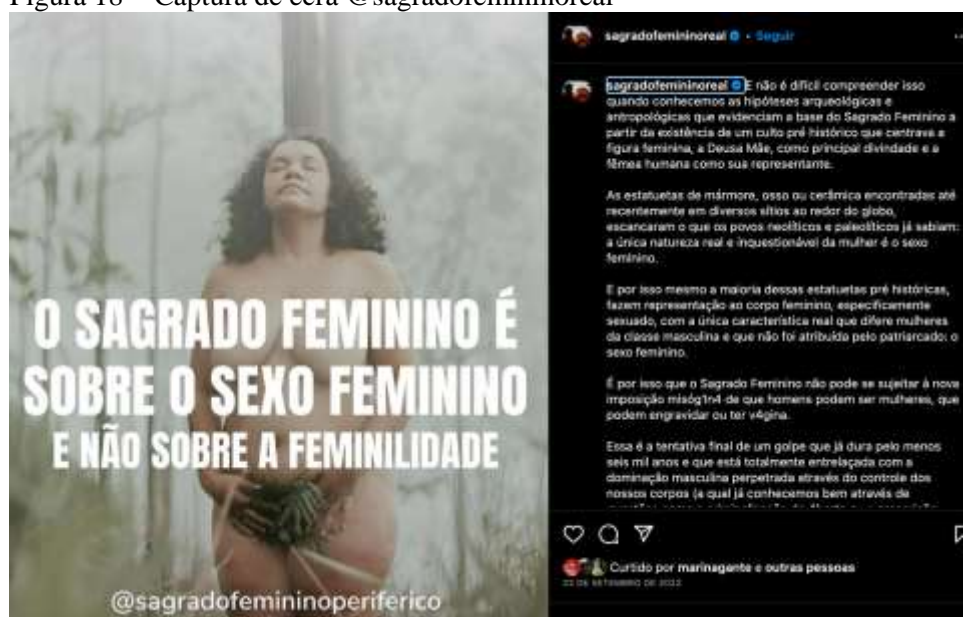 Figura 18 – Captura de cera @sagradofemininoreal
O SAGRADO FEMININO É
SOBRE O SEXO FEMININO
E NÃO SOBRE A FEMINILIDADE
@sagradofemininoperiferico
sagradofemininoreal • Seguir
sagradofemininoreal E não é difícil compreender isso
quando conhecemos as hipóteses arqueológicas e
antropológicas que evidenciam a base do Sagrado Feminino a
partir da existência de um culto pré histórico que centrava a
figura feminina, a Deusa Mãe, como principal divindade e a
fêmea humana como sua representante.
As estatuetas de mármore, osso ou cerâmica encontradas até
recentemente em diversos sítios ao redor do globo,
escancaram o que os povos neolíticos e paleolíticos já sabiam:
a única natureza real e inquestionável da mulher é o sexo
feminino.
E por isso mesmo a maioria dessas estatuetas pré históricas,
fazem representação ao corpo feminino, especificamente
sexuado, com a única característica real que difere mulheres
da classe masculina e que não foi atribuída pelo patriarcado: o
sexo feminino.
É por isso que o Sagrado Feminino não pode se sujeitar à nova
imposição misóg1n4 de que homens podem ser mulheres, que
podem engravidar ou ter v4gina.
Essa é a tentativa final de um golpe que já dura pelo menos
seis mil anos e que está totalmente entrelaçada com a
dominação masculina perpetrada através do controle dos
nossos corpos (a qual já conhecemos bem através de
Curtido por marinagante e outras pessoas
22 DE SETEMBRO DE 2022